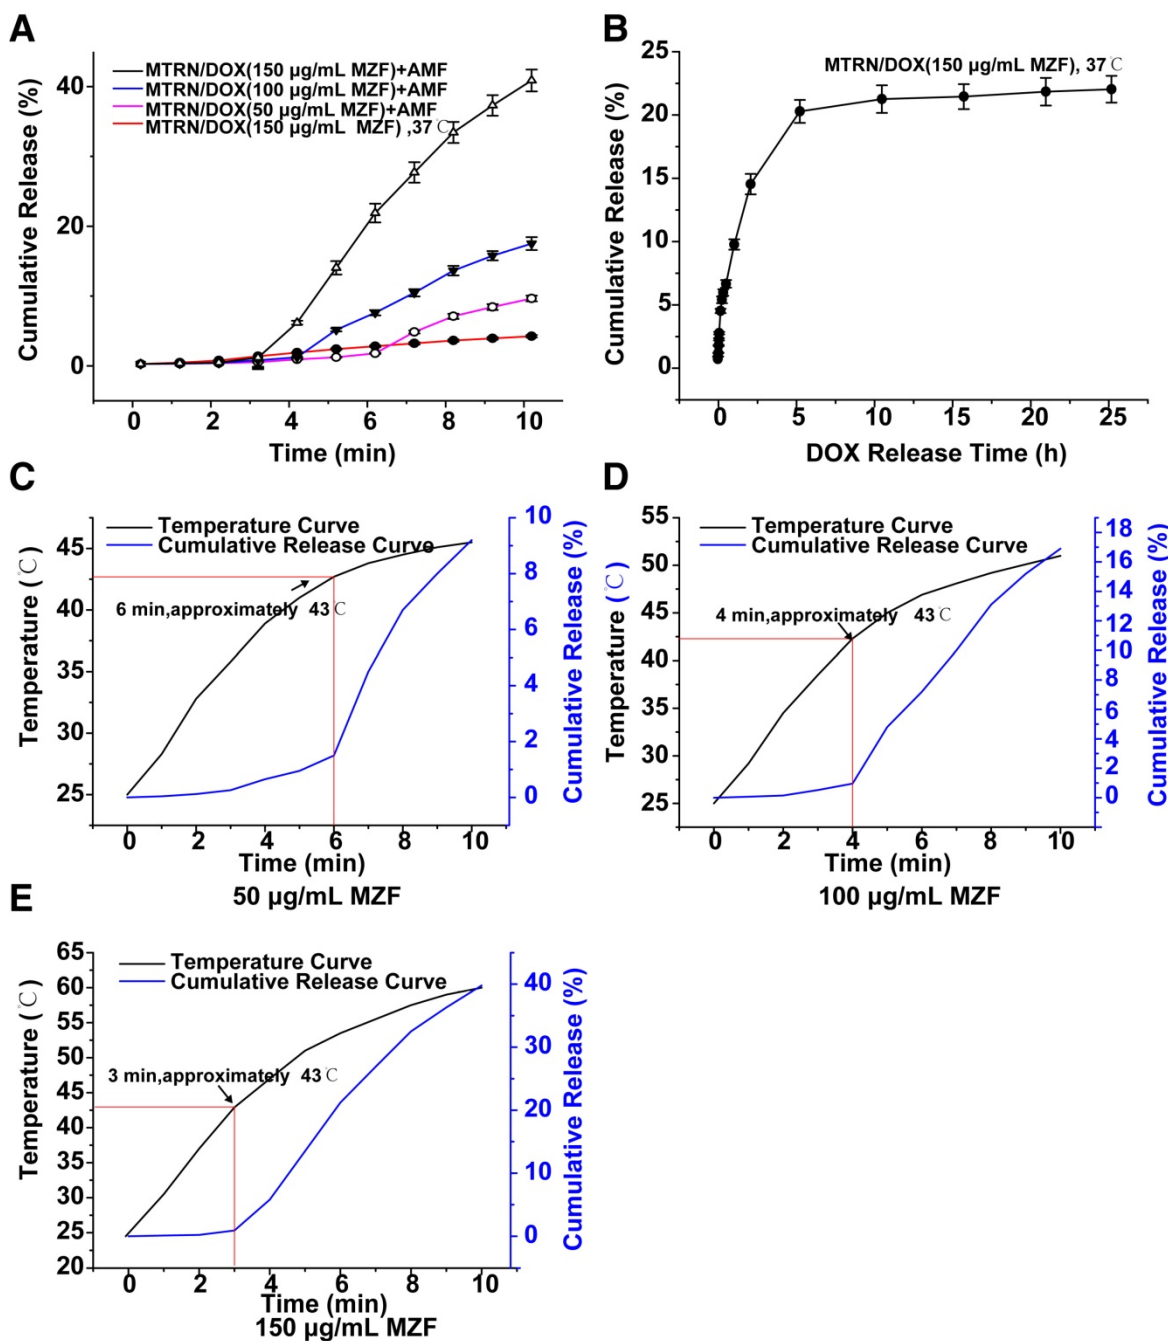 A
MTRN/DOX(150 µg/mL MZF)+AMF
MTRN/DOX(100 µg/mL MZF)+AMF
MTRN/DOX(50 µg/mL MZF)+AMF
MTRN/DOX(150 µg/mL MZF) ,37℃
Cumulative Release (%)
40
20
0
0 2 4 6 8 10
Time (min)
B
MTRN/DOX(150 µg/mL MZF), 37℃
Cumulative Release (%)
25
20
15
10
5
0
0 5 10 15 20 25
DOX Release Time (h)
C
Temperature Curve
Cumulative Release Curve
6 min,approximately 43℃
Temperature (℃)
45
40
35
30
25
Cumulative Release (%)
10
8
6
4
2
0
0 2 4 6 8 10
Time (min)
50 µg/mL MZF
D
Temperature Curve
Cumulative Release Curve
4 min,approximately 43℃
Temperature (℃)
55
50
45
40
35
30
25
Cumulative Release (%)
18
16
14
12
10
8
6
4
2
0
0 2 4 6 8 10
Time (min)
100 µg/mL MZF
E
Temperature Curve
Cumulative Release Curve
3 min,approximately 43℃
Temperature (℃)
65
60
55
50
45
40
35
30
25
20
Cumulative Release (%)
40
30
20
10
0
0 2 4 6 8 10
Time (min)
150 µg/mL MZF